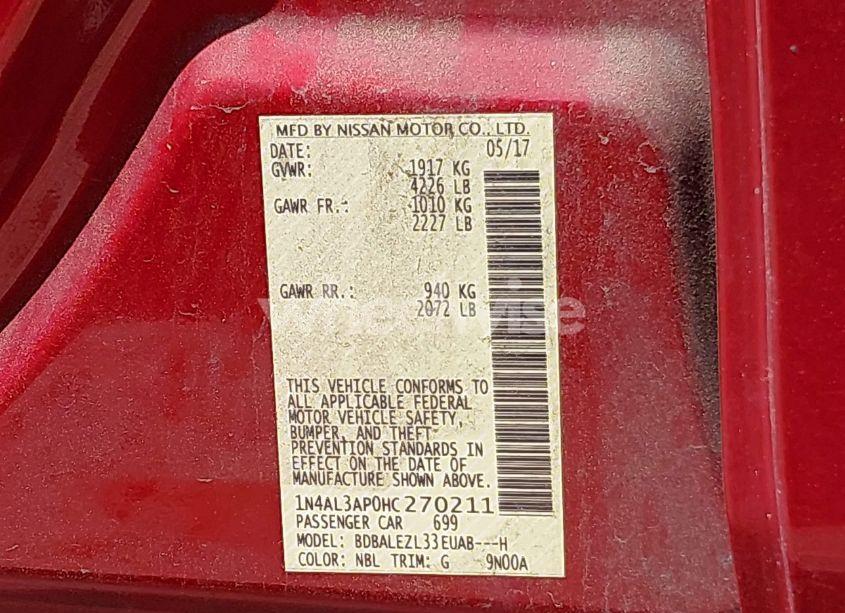 MFD BY NISSAN MOTOR CO., LTD.
DATE: 05/17
GVWR: 1917 KG
4226 LB
GAWR FR.: 1010 KG
2227 LB
GAWR RR.: 940 KG
2072 LB
wheelwise
THIS VEHICLE CONFORMS TO
ALL APPLICABLE FEDERAL
MOTOR VEHICLE SAFETY,
BUMPER, AND THEFT
PREVENTION STANDARDS IN
EFFECT ON THE DATE OF
MANUFACTURE SHOWN ABOVE.
1N4AL3AP0HC270211
PASSENGER CAR 699
MODEL: BDBALEZL33EUAB---H
COLOR: NBL TRIM: G 9N00A